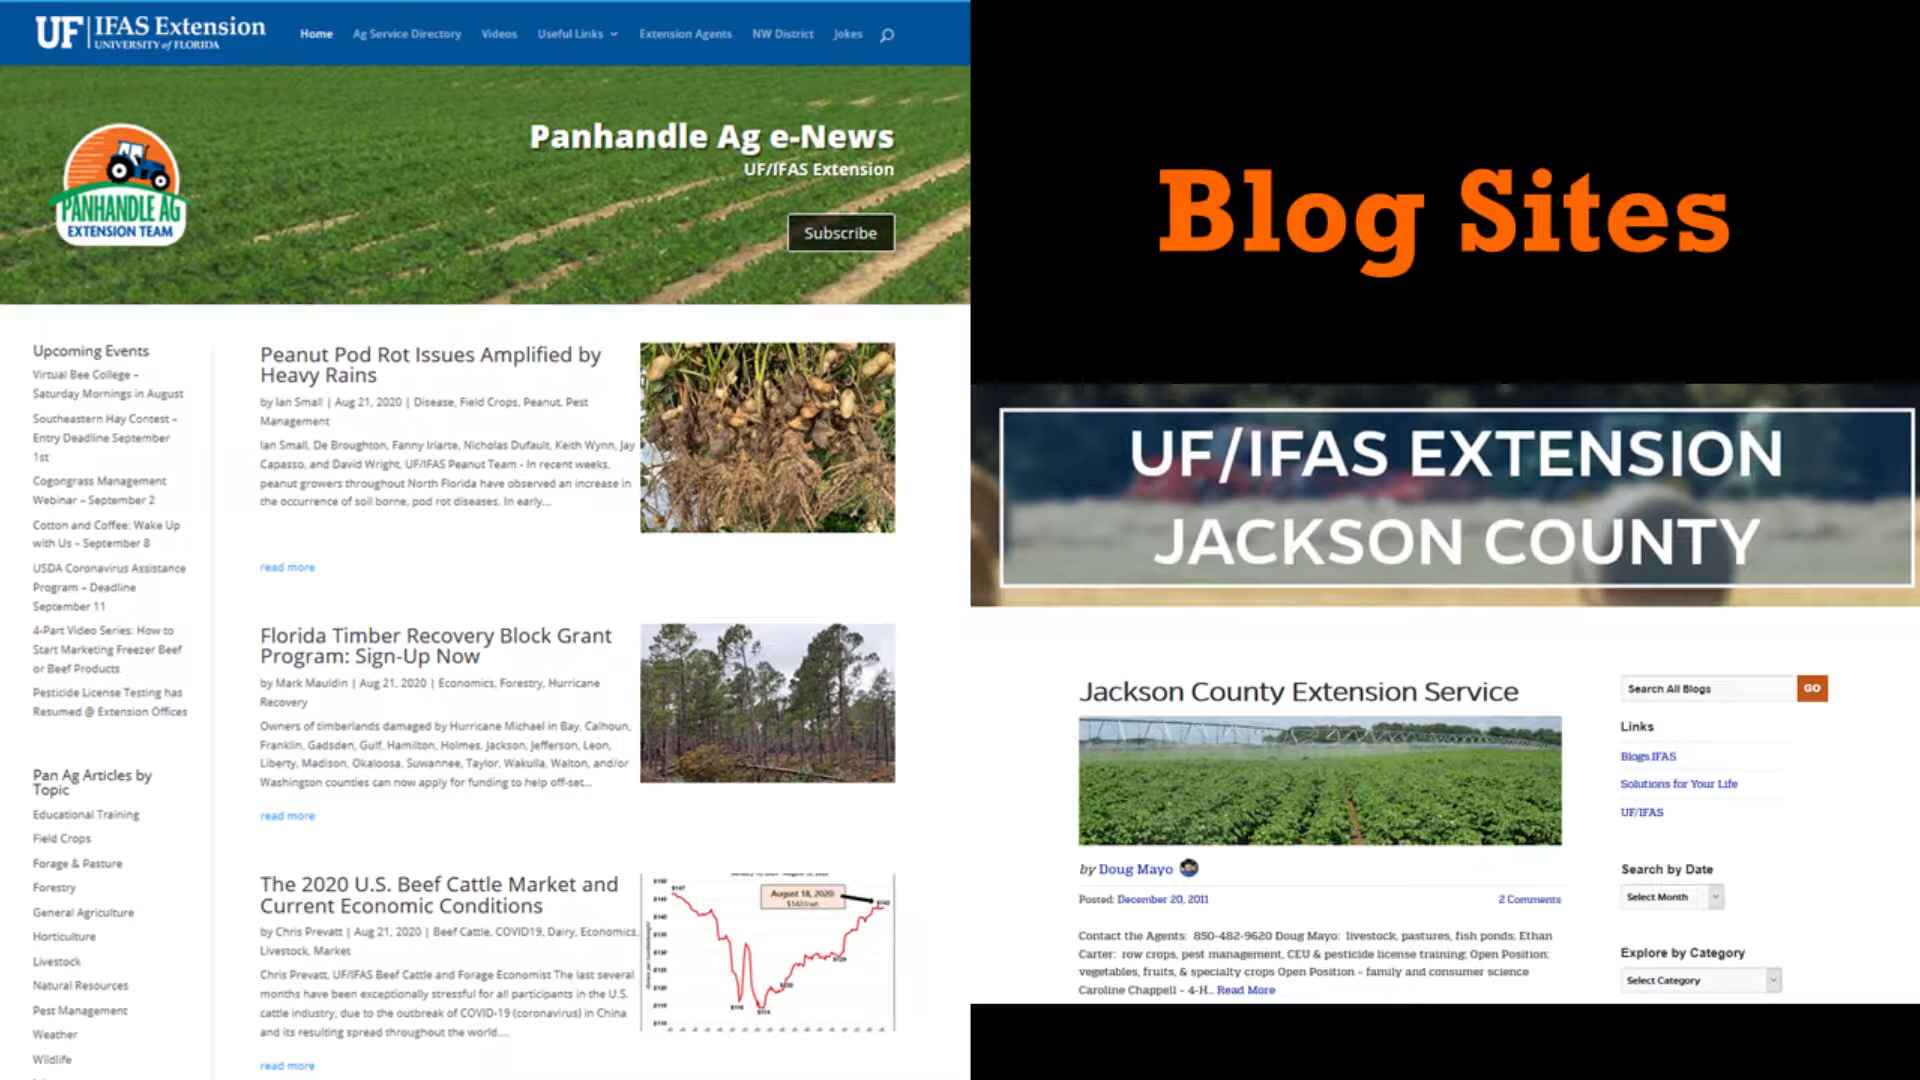 UF IFAS Extension
UNIVERSITY of FLORIDA
Home Ag Service Directory Videos Useful Links Extension Agents NW District Jokes
Panhandle Ag e-News
UF/IFAS Extension
Subscribe
PANHANDLE AG
EXTENSION TEAM
Upcoming Events
Virtual Bee College –
Saturday Mornings in August
Southeastern Hay Contest –
Entry Deadline September
1st
Cogongrass Management
Webinar – September 2
Cotton and Coffee: Wake Up
with Us – September 8
USDA Coronavirus Assistance
Program – Deadline
September 11
4-Part Video Series: How to
Start Marketing Freezer Beef
or Beef Products
Pesticide License Testing has
Resumed @ Extension Offices
Pan Ag Articles by
Topic
Educational Training
Field Crops
Forage & Pasture
Forestry
General Agriculture
Horticulture
Livestock
Natural Resources
Pest Management
Weather
Wildlife
Peanut Pod Rot Issues Amplified by
Heavy Rains
by Ian Small | Aug 21, 2020 | Disease, Field Crops, Peanut, Pest
Management
Ian Small, De Broughton, Fanny Iriarte, Nicholas Dufault, Keith Wynn, Jay
Capasso, and David Wright, UF/IFAS Peanut Team - In recent weeks,
peanut growers throughout North Florida have observed an increase in
the occurrence of soil borne, pod rot diseases. In early...
read more
Florida Timber Recovery Block Grant
Program: Sign-Up Now
by Mark Mauldin | Aug 21, 2020 | Economics, Forestry, Hurricane
Recovery
Owners of timberlands damaged by Hurricane Michael in Bay, Calhoun,
Franklin, Gadsden, Gulf, Hamilton, Holmes, Jackson, Jefferson, Leon,
Liberty, Madison, Okaloosa, Suwannee, Taylor, Wakulla, Walton, and/or
Washington counties can now apply for funding to help off-set...
read more
The 2020 U.S. Beef Cattle Market and
Current Economic Conditions
by Chris Prevatt | Aug 21, 2020 | Beef Cattle, COVID19, Dairy, Economics,
Livestock, Market
Chris Prevatt, UF/IFAS Beef Cattle and Forage Economist The last several
months have been exceptionally stressful for all participants in the U.S.
cattle industry, due to the outbreak of COVID-19 (coronavirus) in China
and its resulting spread throughout the world....
read more
August 18, 2020:
Blog Sites
UF/IFAS EXTENSION
JACKSON COUNTY
Jackson County Extension Service
by Doug Mayo
Posted: December 20, 2011
2 Comments
Contact the Agents: 850-482-9620 Doug Mayo: livestock, pastures, fish ponds; Ethan
Carter: row crops, pest management, CEU & pesticide license training; Open Position:
vegetables, fruits, & specialty crops Open Position – family and consumer science
Caroline Chappell – 4-H... Read More
Search All Blogs GO
Links
Blogs.IFAS
Solutions for Your Life
UF/IFAS
Search by Date
Select Month
Explore by Category
Select Category